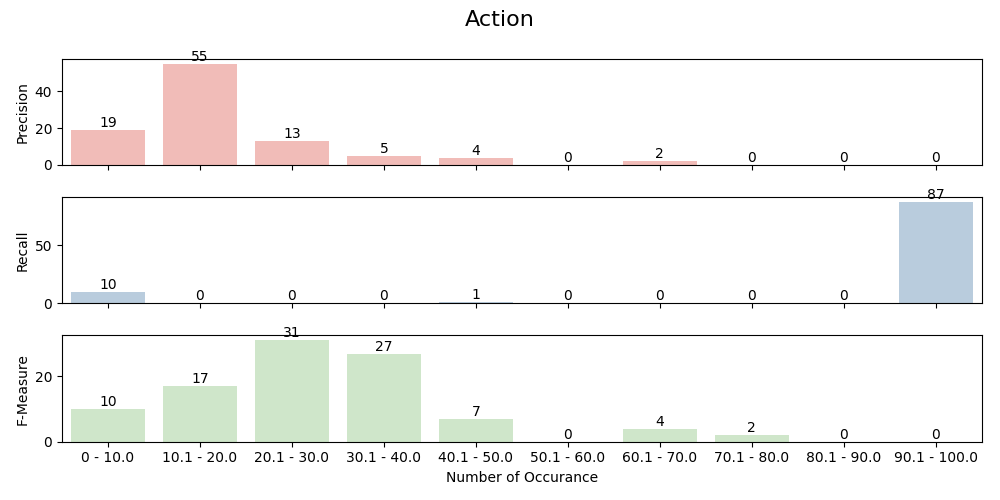 Action
Precision
40
20
0
19 55 13 5 4 0 2 0 0 0
Recall
50
0
10 0 0 0 1 0 0 0 0 87
F-Measure
20
0
10 17 31 27 7 0 4 2 0 0
0 - 10.0 10.1 - 20.0 20.1 - 30.0 30.1 - 40.0 40.1 - 50.0 50.1 - 60.0 60.1 - 70.0 70.1 - 80.0 80.1 - 90.0 90.1 - 100.0
Number of Occurance